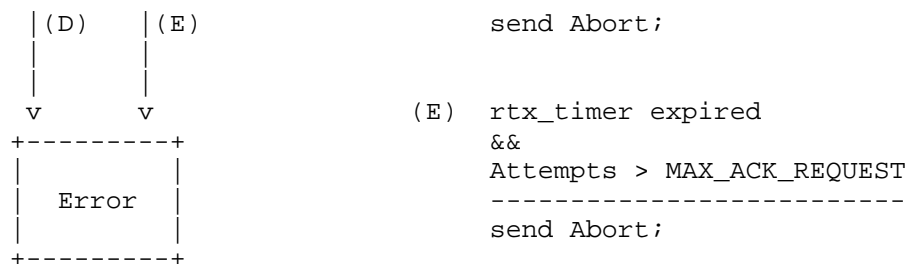 (D) (E) send Abort;
v v (E) rtx_timer expired
&&
Attempts > MAX_ACK_REQUEST
Error --------------------------
send Abort;